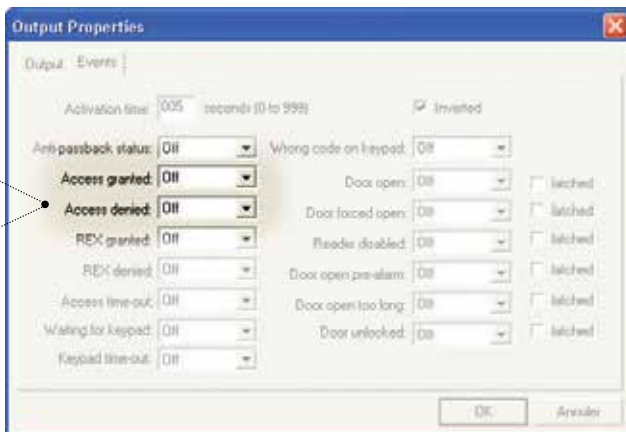 Output Properties
Output Events
Activation time: 005 seconds (0 to 999) Inverted
Anti-passback status: Off Wrong code on keypad: Off
Access granted: Off Door open: Off latched
Access denied: Off Door forced open: Off latched
REX granted: Off Reader disabled: Off latched
REX denied: Off Door open pre-alarm: Off latched
Access time-out: Off Door open too long: Off latched
Waiting for keypad: Off Door unlocked: Off latched
Keypad time-out: Off
OK Annuler